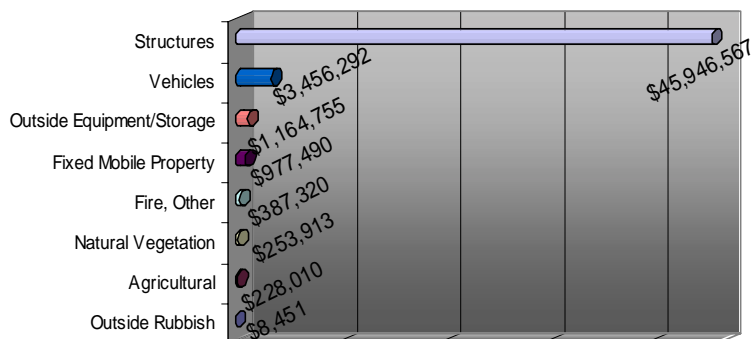 Structures
$45,946,567
Vehicles
$3,456,292
Outside Equipment/Storage
$1,164,755
Fixed Mobile Property
$977,490
Fire, Other
$387,320
Natural Vegetation
$253,913
Agricultural
$228,010
Outside Rubbish
$8,451